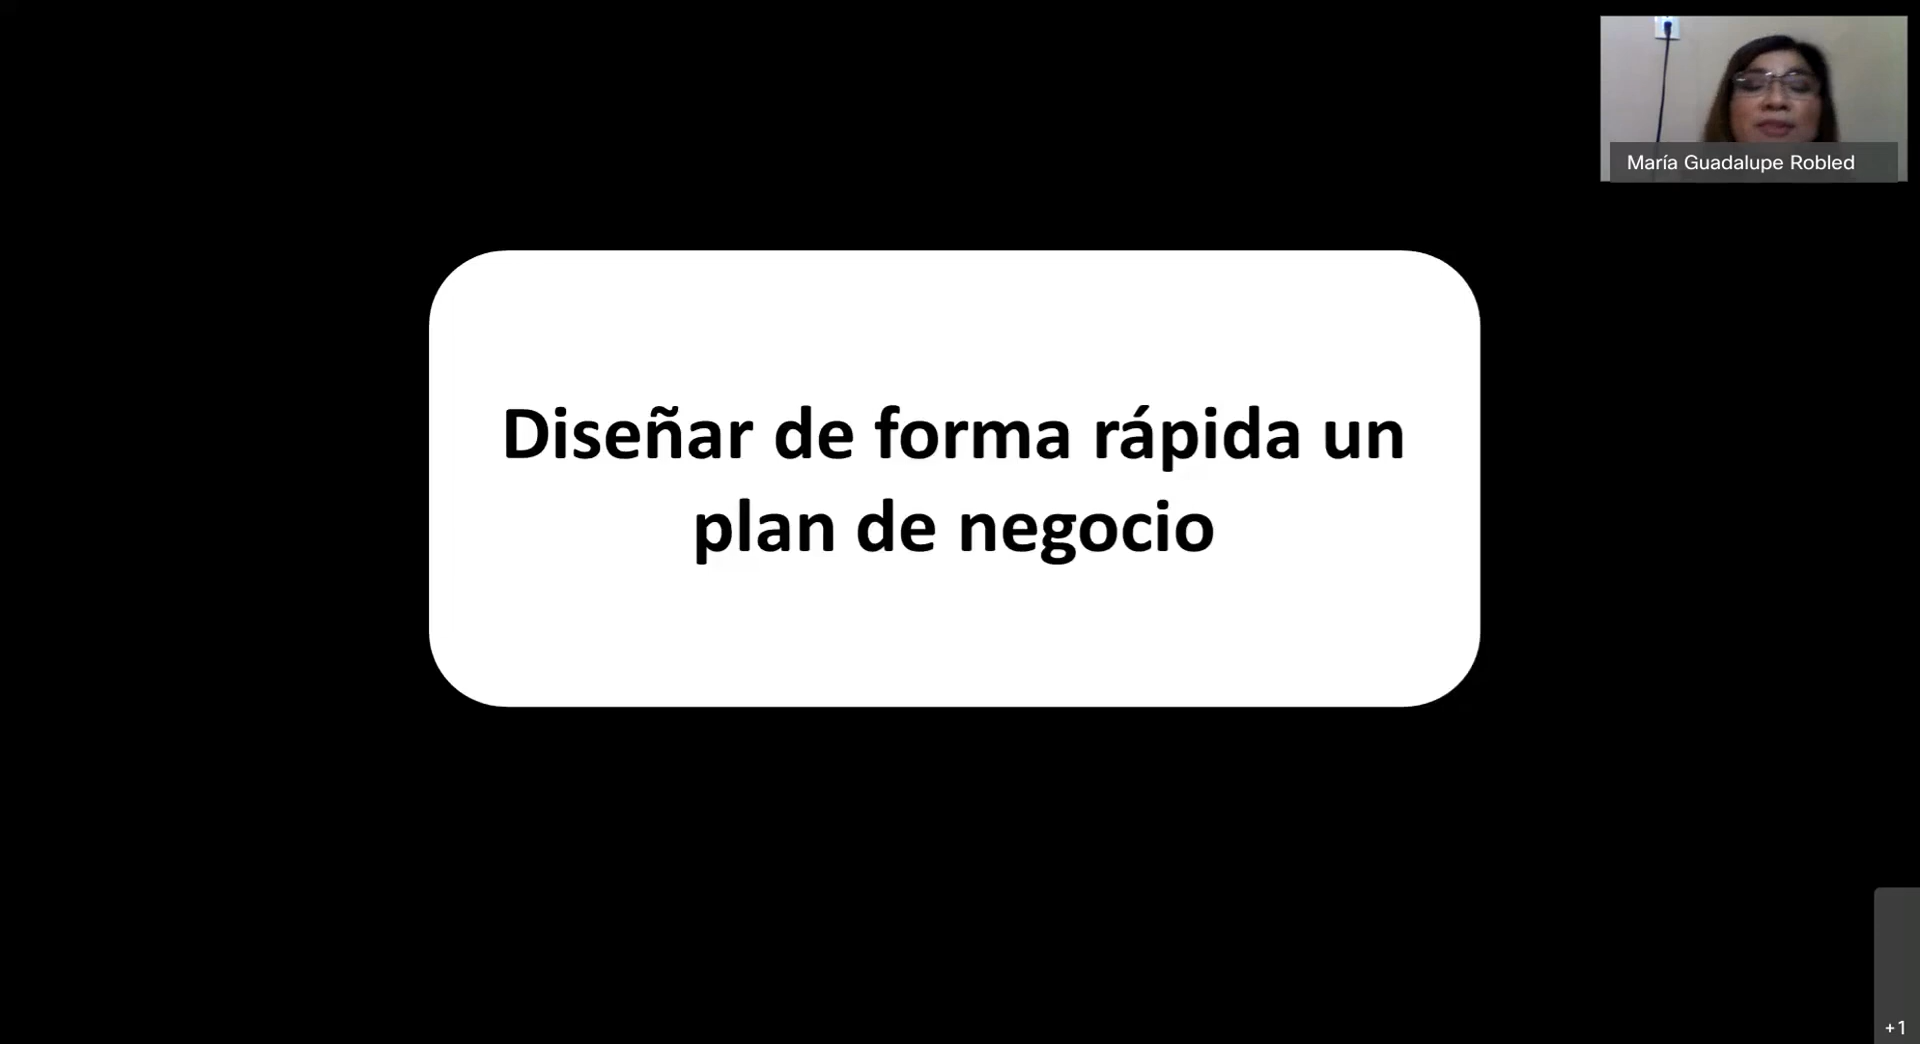 María Guadalupe Robled
Diseñar de forma rápida un
plan de negocio
+1